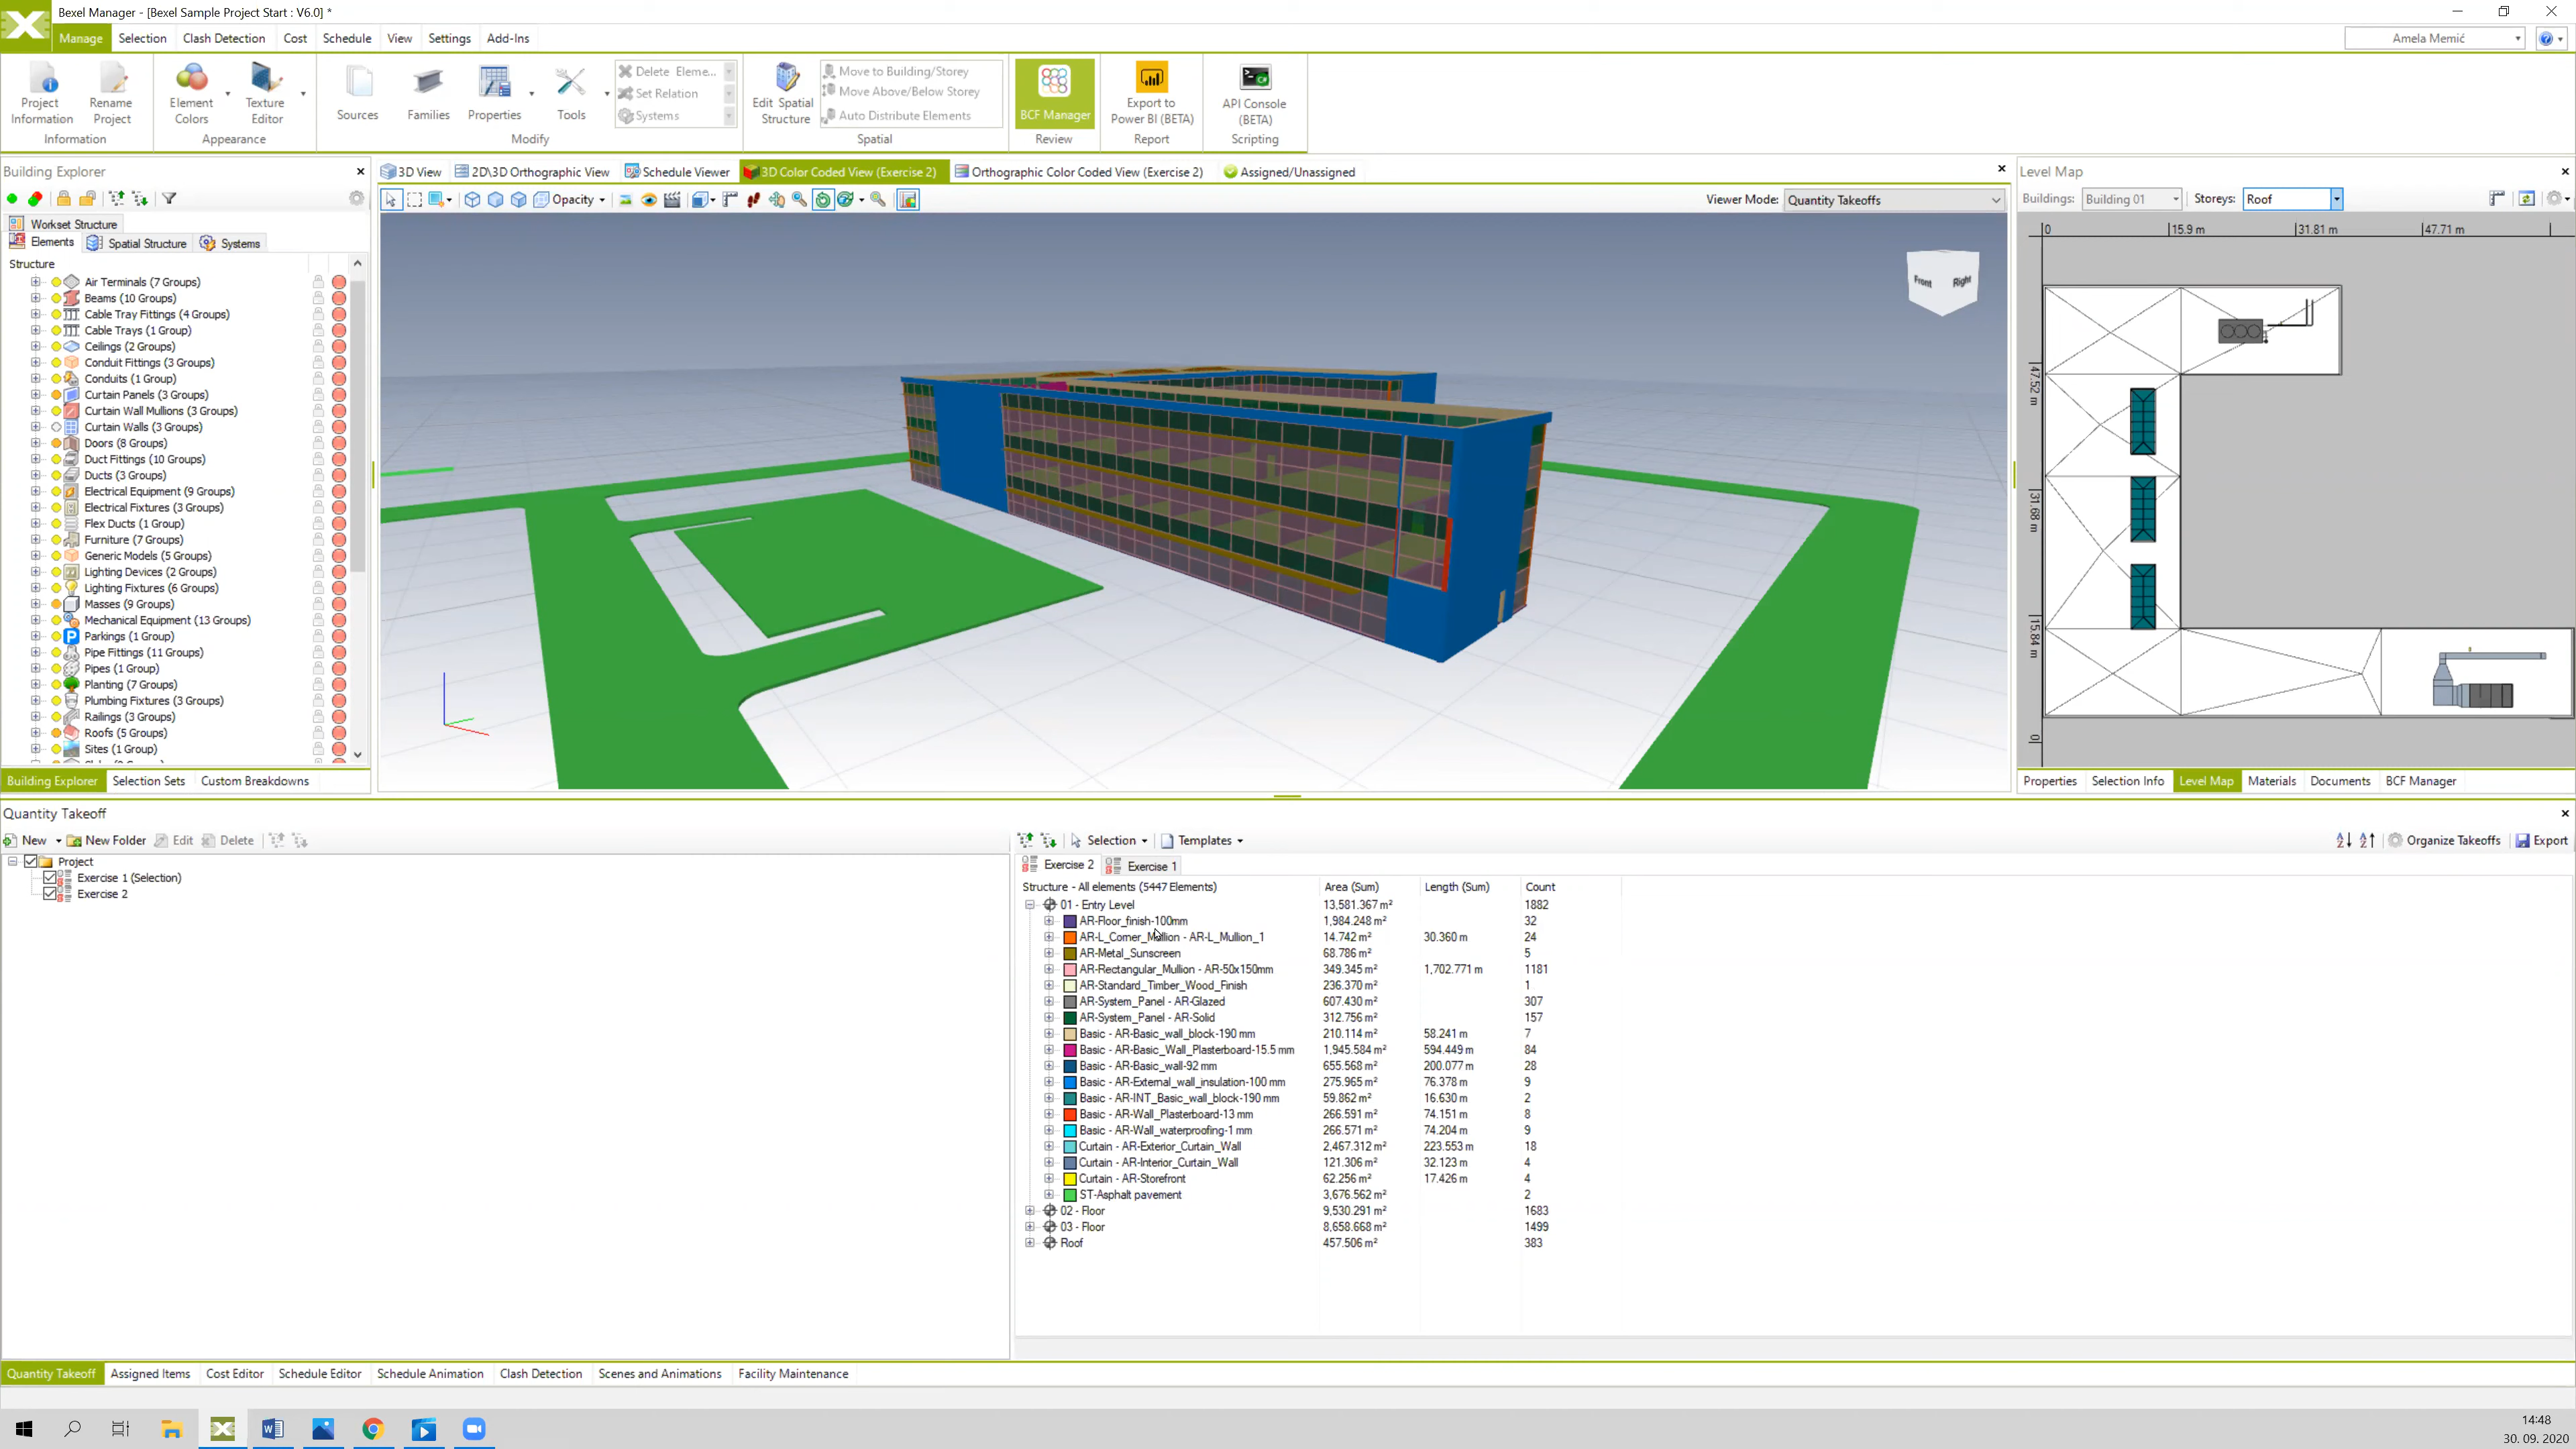 Bexel Manager - [Bexel Sample Project Start : V6.0] *
Manage Selection Clash Detection Cost Schedule View Settings Add-Ins
Amela Memić
Project Information
Rename Project
Element Colors
Texture Editor
Sources
Families
Properties
Tools
Delete Eleme...
Set Relation
Systems
Edit Spatial Structure
Move to Building/Storey
Move Above/Below Storey
Auto Distribute Elements
BCF Manager
Export to Power BI (BETA)
API Console (BETA)
Information Appearance Modify Spatial Review Report Scripting
Building Explorer
Workset Structure
Elements Spatial Structure Systems
Structure
Air Terminals (7 Groups)
Beams (10 Groups)
Cable Tray Fittings (4 Groups)
Cable Trays (1 Group)
Ceilings (2 Groups)
Conduit Fittings (3 Groups)
Conduits (1 Group)
Curtain Panels (3 Groups)
Curtain Wall Mullions (3 Groups)
Curtain Walls (3 Groups)
Doors (8 Groups)
Duct Fittings (10 Groups)
Ducts (3 Groups)
Electrical Equipment (9 Groups)
Electrical Fixtures (3 Groups)
Flex Ducts (1 Group)
Furniture (7 Groups)
Generic Models (5 Groups)
Lighting Devices (2 Groups)
Lighting Fixtures (6 Groups)
Masses (9 Groups)
Mechanical Equipment (13 Groups)
Parkings (1 Group)
Pipe Fittings (11 Groups)
Pipes (1 Group)
Planting (7 Groups)
Plumbing Fixtures (3 Groups)
Railings (3 Groups)
Roofs (5 Groups)
Sites (1 Group)
Building Explorer Selection Sets Custom Breakdowns
3D View 2D\3D Orthographic View Schedule Viewer 3D Color Coded View (Exercise 2) Orthographic Color Coded View (Exercise 2) Assigned/Unassigned
Opacity
Viewer Mode: Quantity Takeoffs
Front Right
Level Map
Buildings: Building 01 Storeys: Roof
0 15.9 m 31.81 m 47.71 m
47.52 m
31.68 m
15.84 m
0
Properties Selection Info Level Map Materials Documents BCF Manager
Quantity Takeoff
New New Folder Edit Delete
Project
Exercise 1 (Selection)
Exercise 2
Selection Templates
Organize Takeoffs Export
Exercise 2 Exercise 1
Structure - All elements (5447 Elements) Area (Sum) Length (Sum) Count
01 - Entry Level 13,581.367 m² 1882
AR-Floor_finish-100mm 1,984.248 m² 32
AR-L_Corner_Mullion - AR-L_Mullion_1 14.742 m² 30.360 m 24
AR-Metal_Sunscreen 68.786 m² 5
AR-Rectangular_Mullion - AR-50x150mm 349.345 m² 1,702.771 m 1181
AR-Standard_Timber_Wood_Finish 236.370 m² 1
AR-System_Panel - AR-Glazed 607.430 m² 307
AR-System_Panel - AR-Solid 312.756 m² 157
Basic - AR-Basic_wall_block-190 mm 210.114 m² 58.241 m 7
Basic - AR-Basic_Wall_Plasterboard-15.5 mm 1,945.584 m² 594.449 m 84
Basic - AR-Basic_wall-92 mm 655.568 m² 200.077 m 28
Basic - AR-External_wall_insulation-100 mm 275.965 m² 76.378 m 9
Basic - AR-INT_Basic_wall_block-190 mm 59.862 m² 16.630 m 2
Basic - AR-Wall_Plasterboard-13 mm 266.591 m² 74.151 m 8
Basic - AR-Wall_waterproofing-1 mm 266.571 m² 74.204 m 9
Curtain - AR-Exterior_Curtain_Wall 2,467.312 m² 223.553 m 18
Curtain - AR-Interior_Curtain_Wall 121.306 m² 32.123 m 4
Curtain - AR-Storefront 62.256 m² 17.426 m 4
ST-Asphalt pavement 3,676.562 m² 2
02 - Floor 9,530.291 m² 1683
03 - Floor 8,658.668 m² 1499
Roof 457.506 m² 383
Quantity Takeoff Assigned Items Cost Editor Schedule Editor Schedule Animation Clash Detection Scenes and Animations Facility Maintenance
14:48
30. 09. 2020